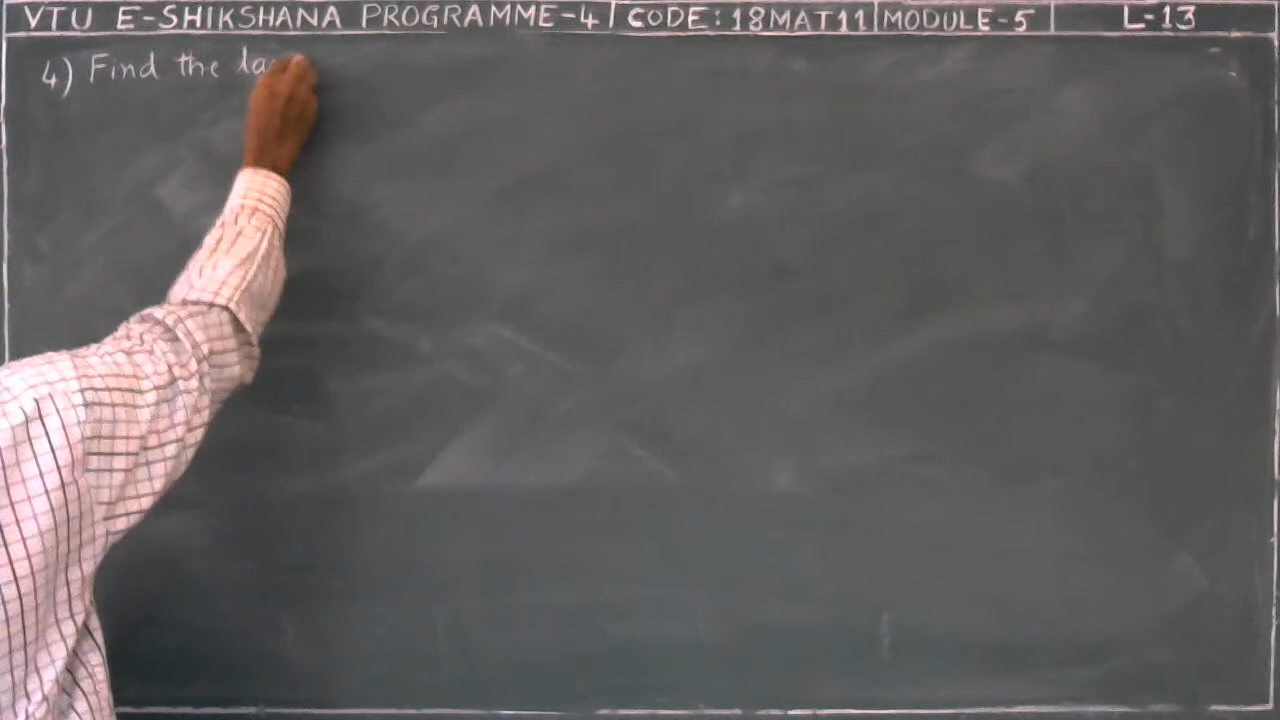 VTU E-SHIKSHANA PROGRAMME-4 | CODE: 18MAT11 | MODULE-5 | L-13
4) Find the